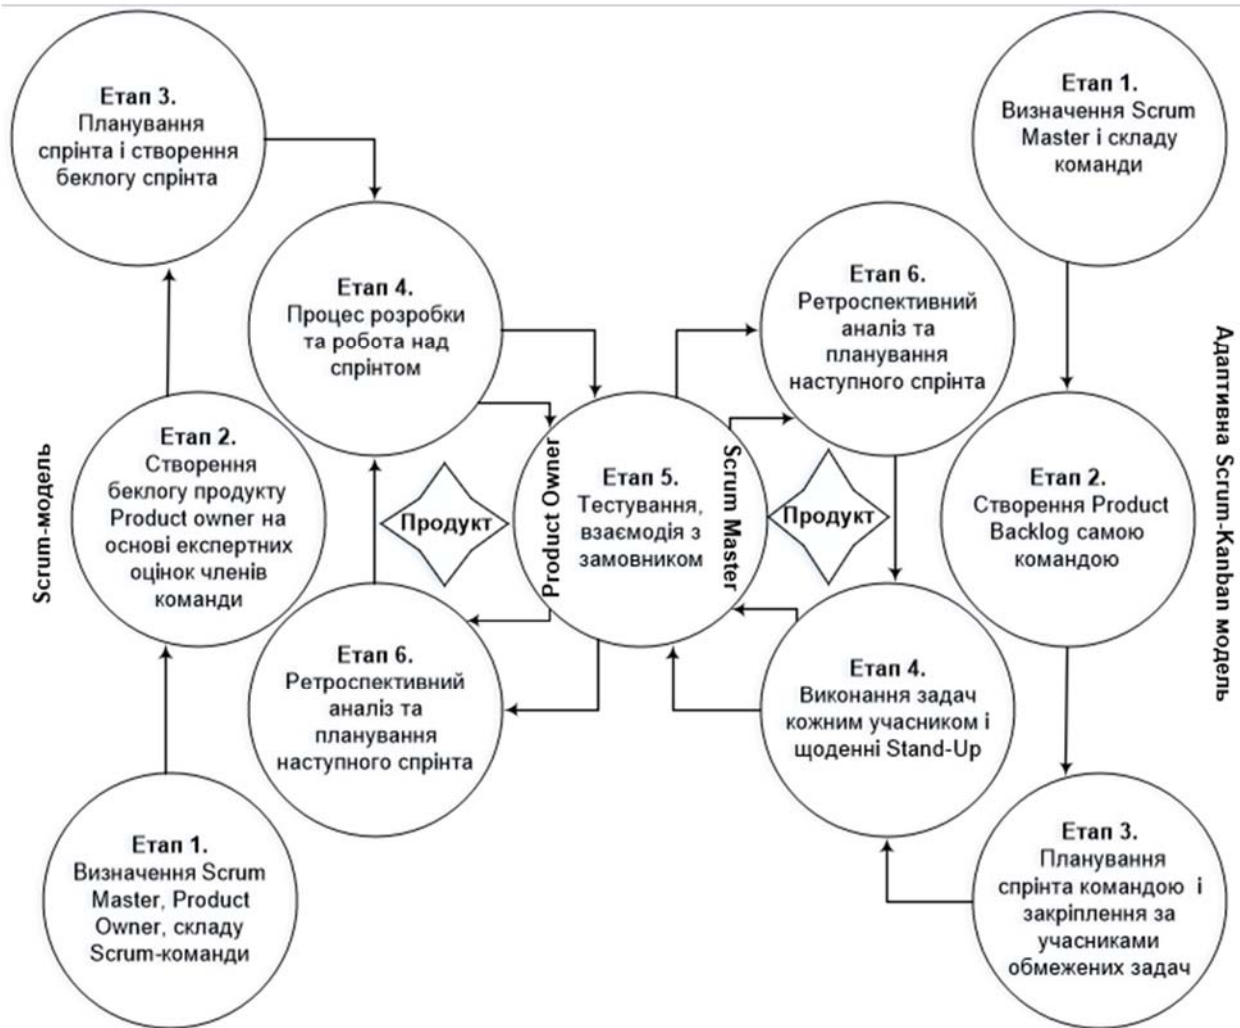 Етап 3.
Планування
спрінта і створення
беклогу спрінта
Етап 1.
Визначення Scrum
Master і складу
команди
Етап 4.
Процес розробки
та робота над
спрінтом
Етап 6.
Ретроспективний
аналіз та
планування
наступного спрінта
Scrum-модель
Етап 2.
Створення
беклогу продукту
Product owner на
основі експертних
оцінок членів
команди
Продукт
Product Owner
Етап 5.
Тестування,
взаємодія з
замовником
Scrum Master
Продукт
Етап 2.
Створення Product
Backlog самою
командою
Адаптивна Scrum-Kanban модель
Етап 6.
Ретроспективний
аналіз та
планування
наступного спрінта
Етап 4.
Виконання задач
кожним учасником і
щоденні Stand-Up
Етап 1.
Визначення Scrum
Master, Product
Owner, складу
Scrum-команди
Етап 3.
Планування
спрінта командою і
закріплення за
учасниками
обмежених задач